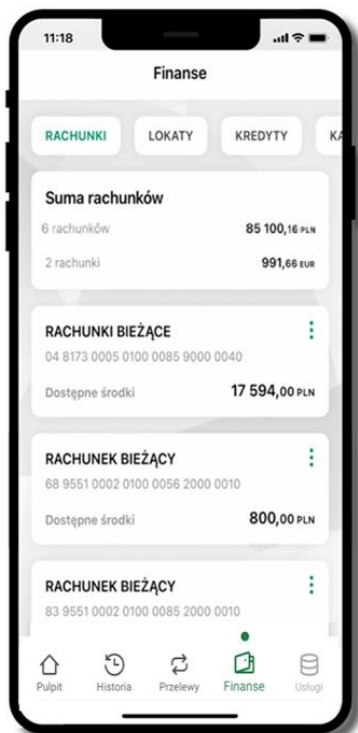 11:18
Finanse
RACHUNKI LOKATY KREDYTY KA
Suma rachunków
6 rachunków 85 100,16 PLN
2 rachunki 991,66 EUR
RACHUNKI BIEŻĄCE
04 8173 0005 0100 0085 9000 0040
Dostępne środki 17 594,00 PLN
RACHUNEK BIEŻĄCY
68 9551 0002 0100 0056 2000 0010
Dostępne środki 800,00 PLN
RACHUNEK BIEŻĄCY
83 9551 0002 0100 0085 2000 0010
Pulpit Historia Przelewy Finanse Usługi